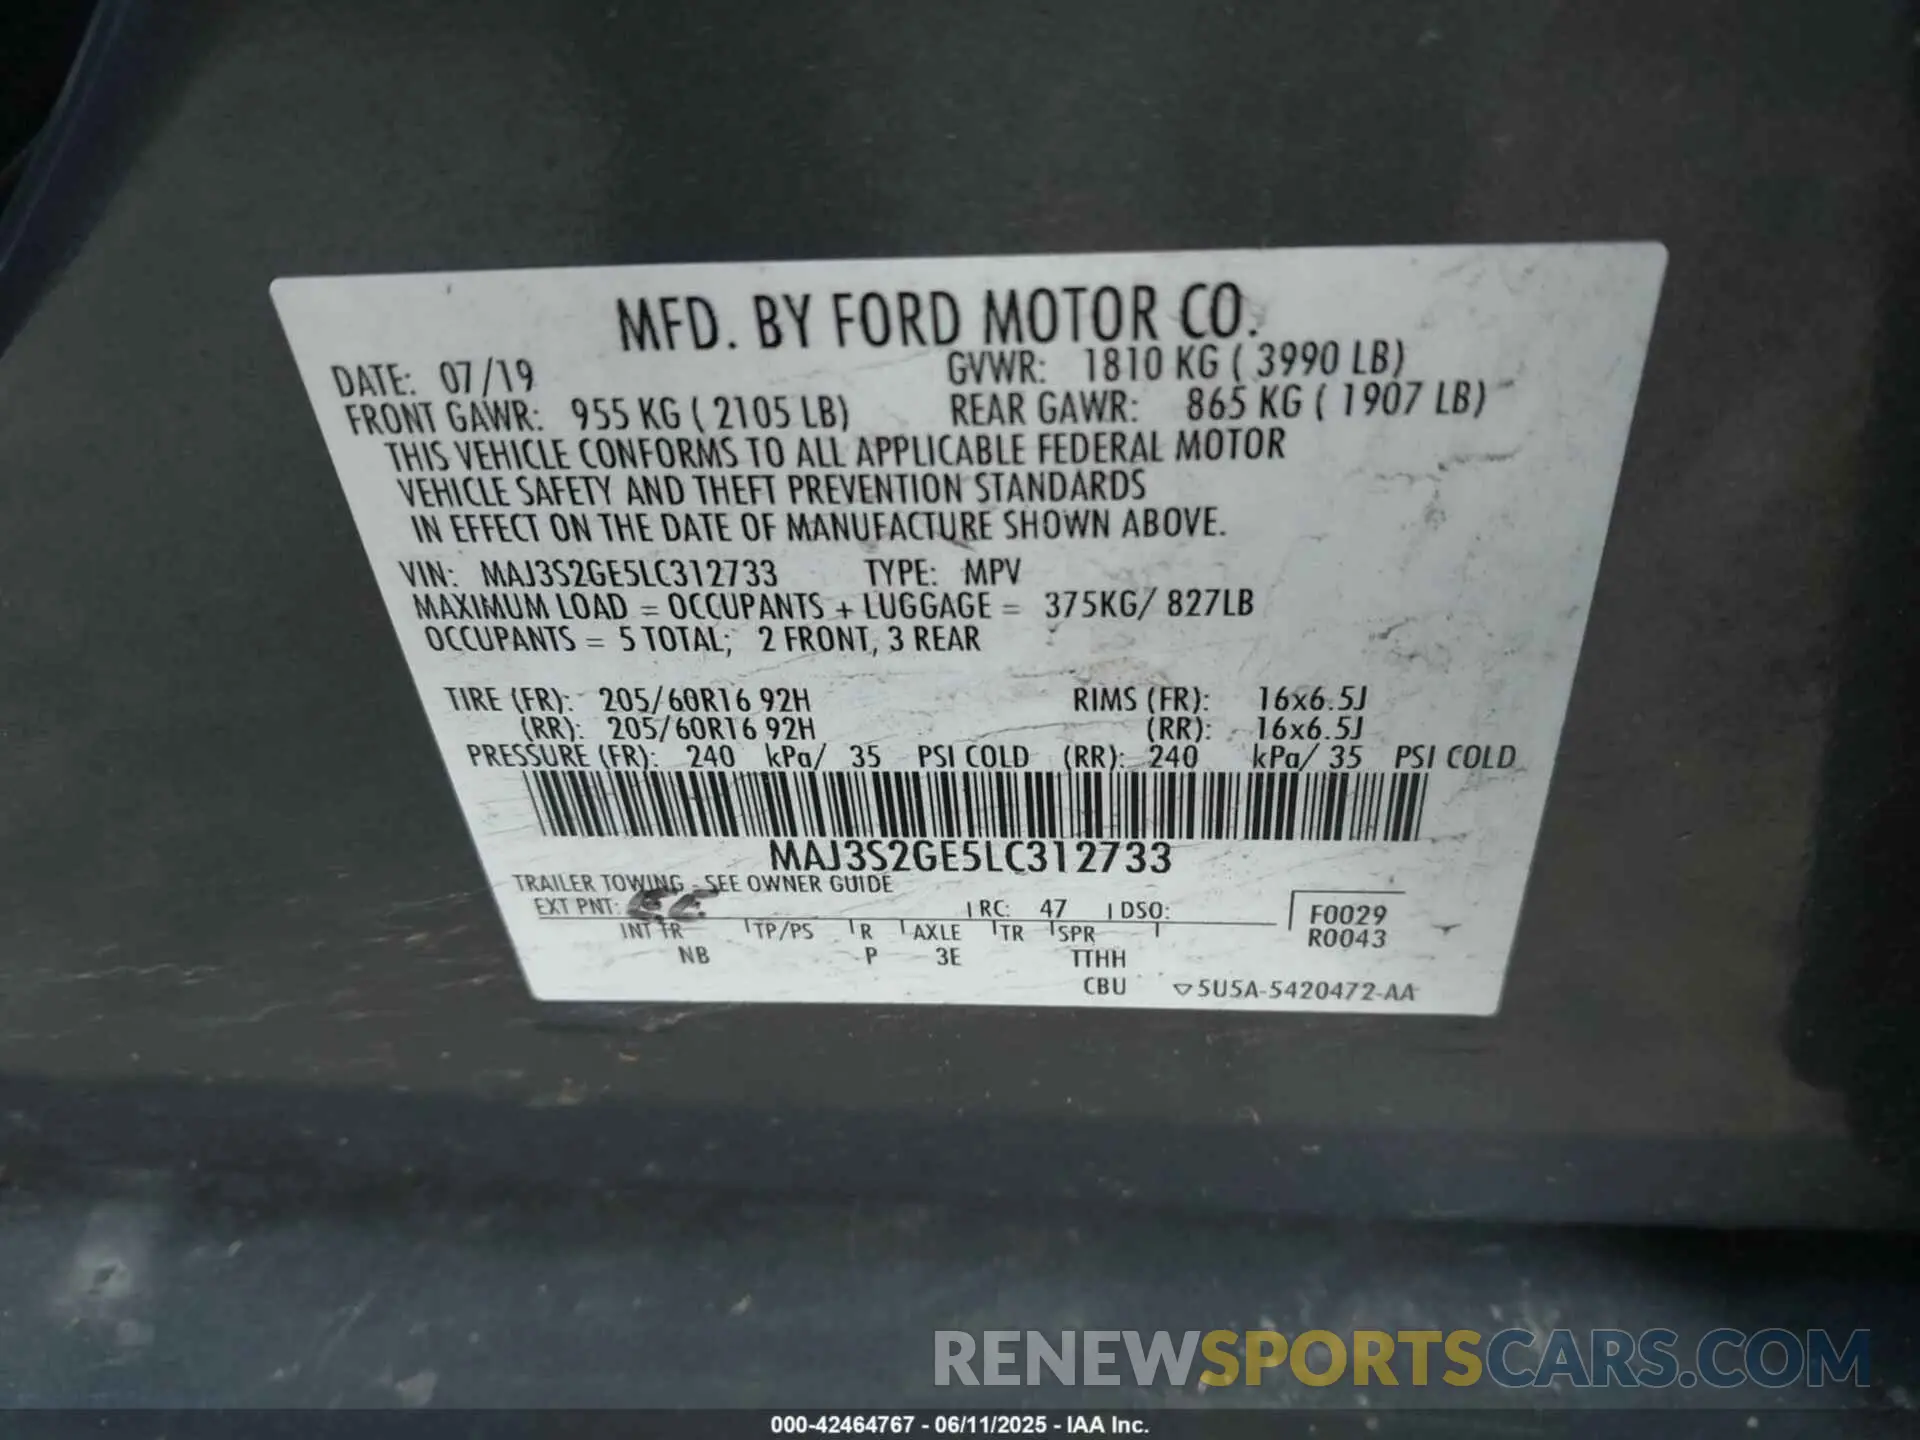 MFD. BY FORD MOTOR CO.
DATE: 07/19 GVWR: 1810 KG ( 3990 LB)
FRONT GAWR: 955 KG ( 2105 LB) REAR GAWR: 865 KG ( 1907 LB)
THIS VEHICLE CONFORMS TO ALL APPLICABLE FEDERAL MOTOR
VEHICLE SAFETY AND THEFT PREVENTION STANDARDS
IN EFFECT ON THE DATE OF MANUFACTURE SHOWN ABOVE.
VIN: MAJ3S2GE5LC312733 TYPE: MPV
MAXIMUM LOAD = OCCUPANTS + LUGGAGE = 375KG/ 827LB
OCCUPANTS = 5 TOTAL; 2 FRONT, 3 REAR
TIRE (FR): 205/60R16 92H RIMS (FR): 16x6.5J
(RR): 205/60R16 92H (RR): 16x6.5J
PRESSURE (FR): 240 kPa/ 35 PSI COLD (RR): 240 kPa/ 35 PSI COLD
MAJ3S2GE5LC312733
TRAILER TOWING - SEE OWNER GUIDE
EXT PNT: RC: 47 DSO: F0029
INT TR TP/PS R AXLE TR SPR R0043
NB P 3E TTHH
CBU ▽5U5A-5420472-AA
RENEWSPORTSCARS.COM
000-42464767 - 06/11/2025 - IAA Inc.